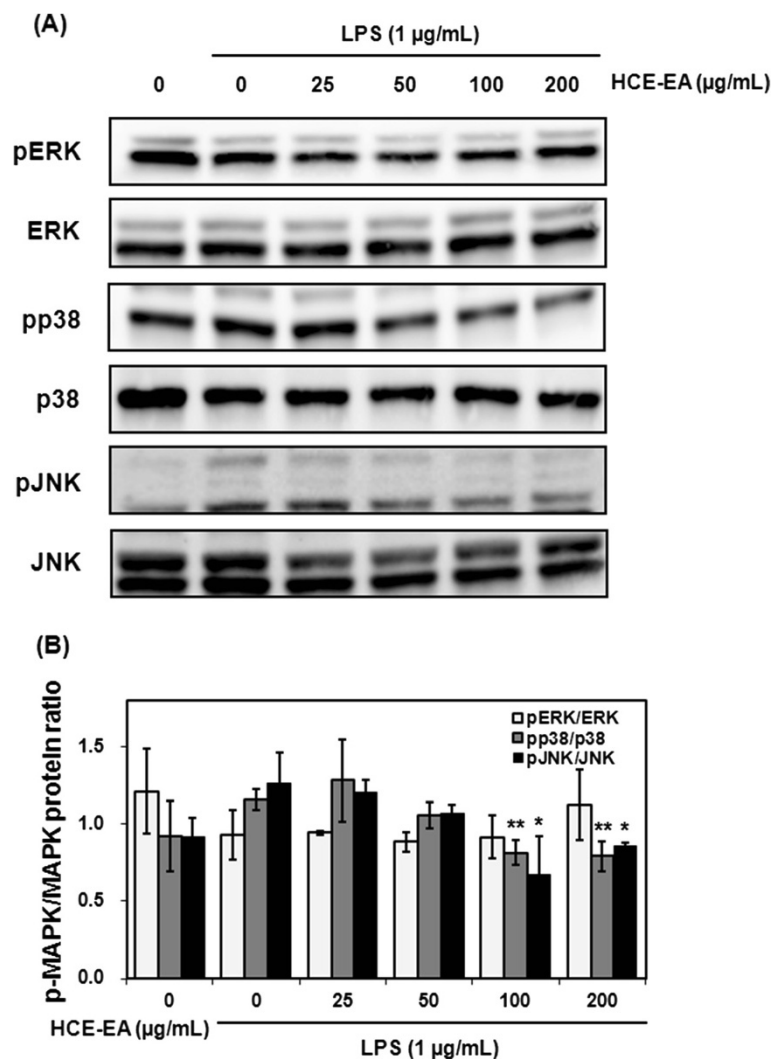 (A)
LPS (1 µg/mL)
0 0 25 50 100 200 HCE-EA (µg/mL)
pERK
ERK
pp38
p38
pJNK
JNK
(B)
p-MAPK/MAPK protein ratio
1.5
1.0
0.5
0.0
pERK/ERK
pp38/p38
pJNK/JNK
** *
** *
0 0 25 50 100 200
HCE-EA (µg/mL)
LPS (1 µg/mL)